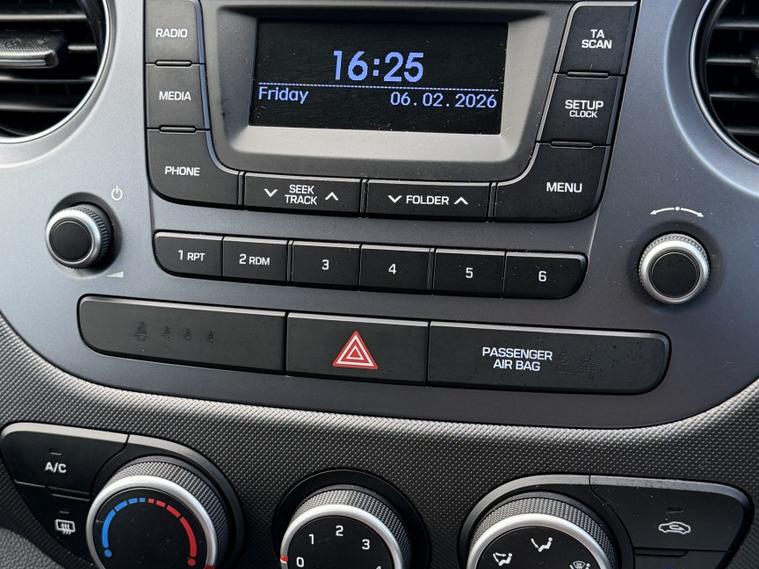 RADIO
MEDIA
PHONE
16:25
Friday 06.02.2026
TA
SCAN
SETUP
CLOCK
MENU
SEEK
TRACK
FOLDER
1 RPT
2 RDM
3
4
5
6
PASSENGER
AIR BAG
A/C
0
1
2
3
4